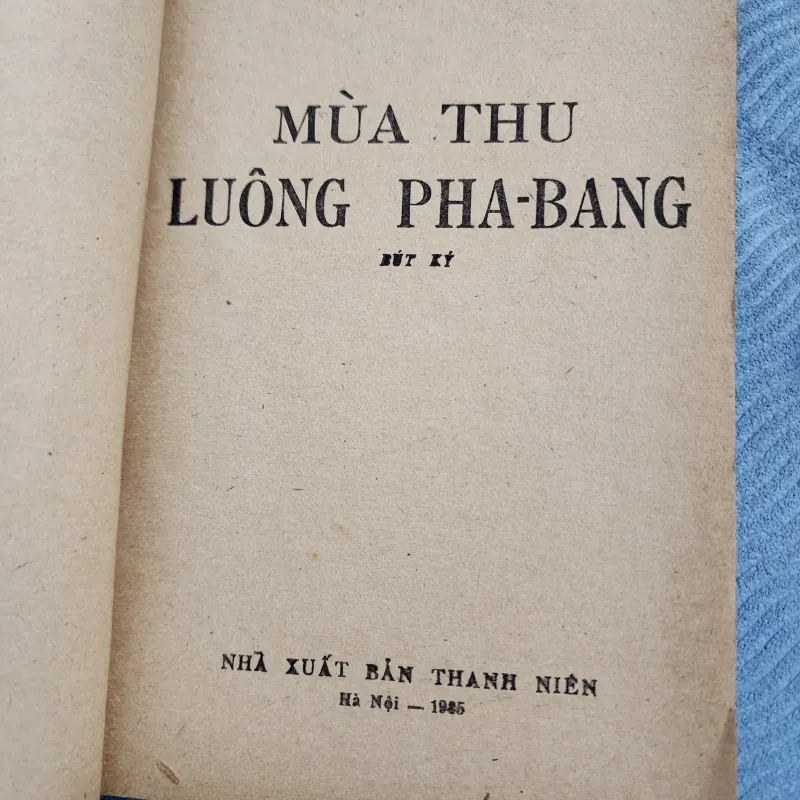 MÙA THU
LUÔNG PHA-BANG
BÚT KÝ
NHÀ XUẤT BẢN THANH NIÊN
Hà Nội — 1985